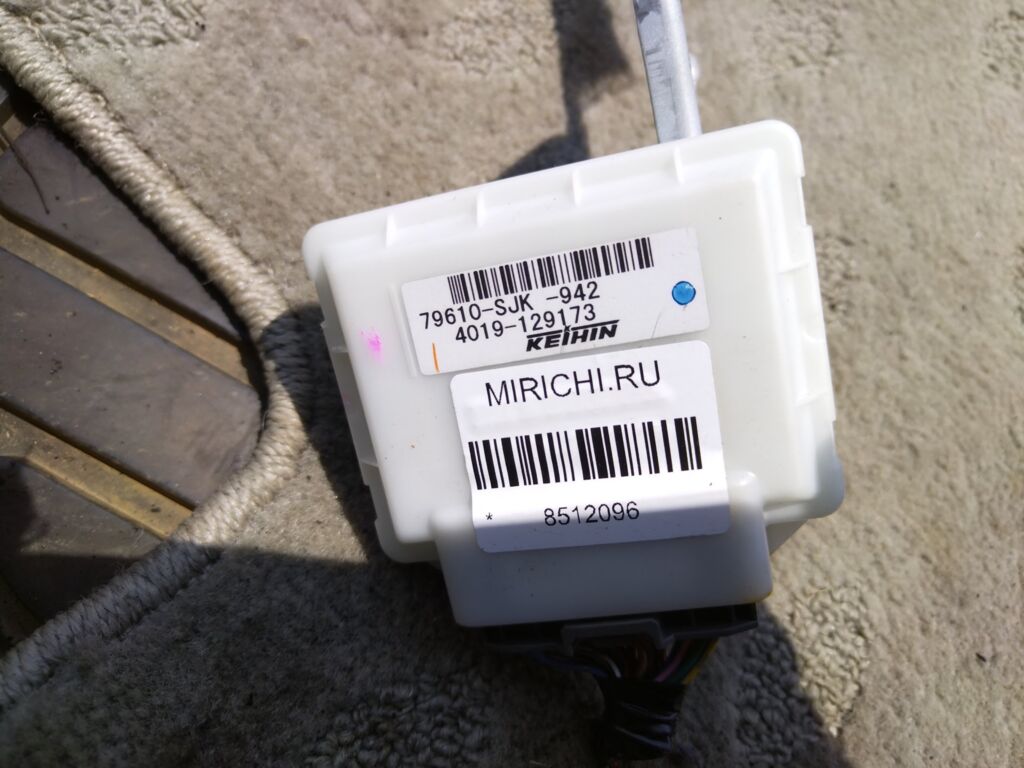 79610-SJK -942
4019-129173
KEIHIN
MIRICHI.RU
* 8512096